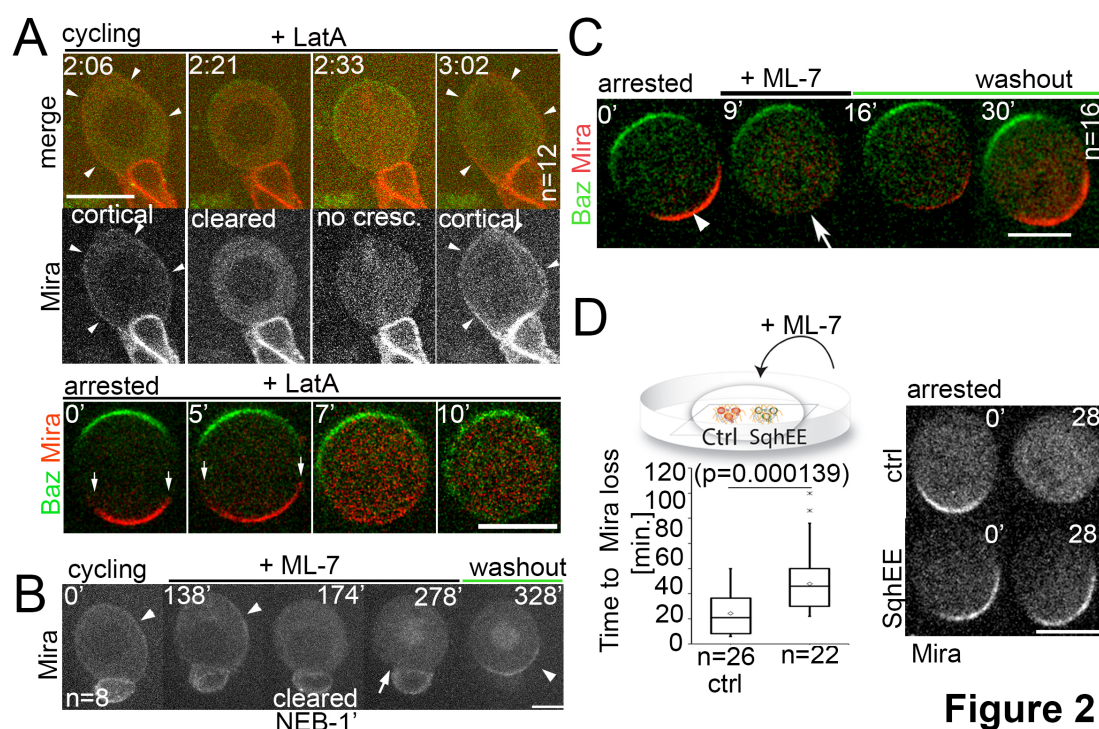 A
cycling
+ LatA
2:06
2:21
2:33
3:02
merge
n=12
cortical
cleared
no cresc.
cortical
Mira
arrested
+ LatA
0'
5'
7'
10'
Baz Mira
B
cycling
+ ML-7
washout
0'
138'
174'
278'
328'
Mira
n=8
cleared
NEB-1'
C
arrested
+ ML-7
washout
0'
9'
16'
30'
n=16
Baz Mira
D
+ ML-7
Ctrl SqhEE
(p=0.000139)
Time to Mira loss
[min.]
120
100
80
60
40
20
0
n=26
n=22
ctrl
arrested
0'
28
ctrl
0'
28
SqhEE
Mira
Figure 2